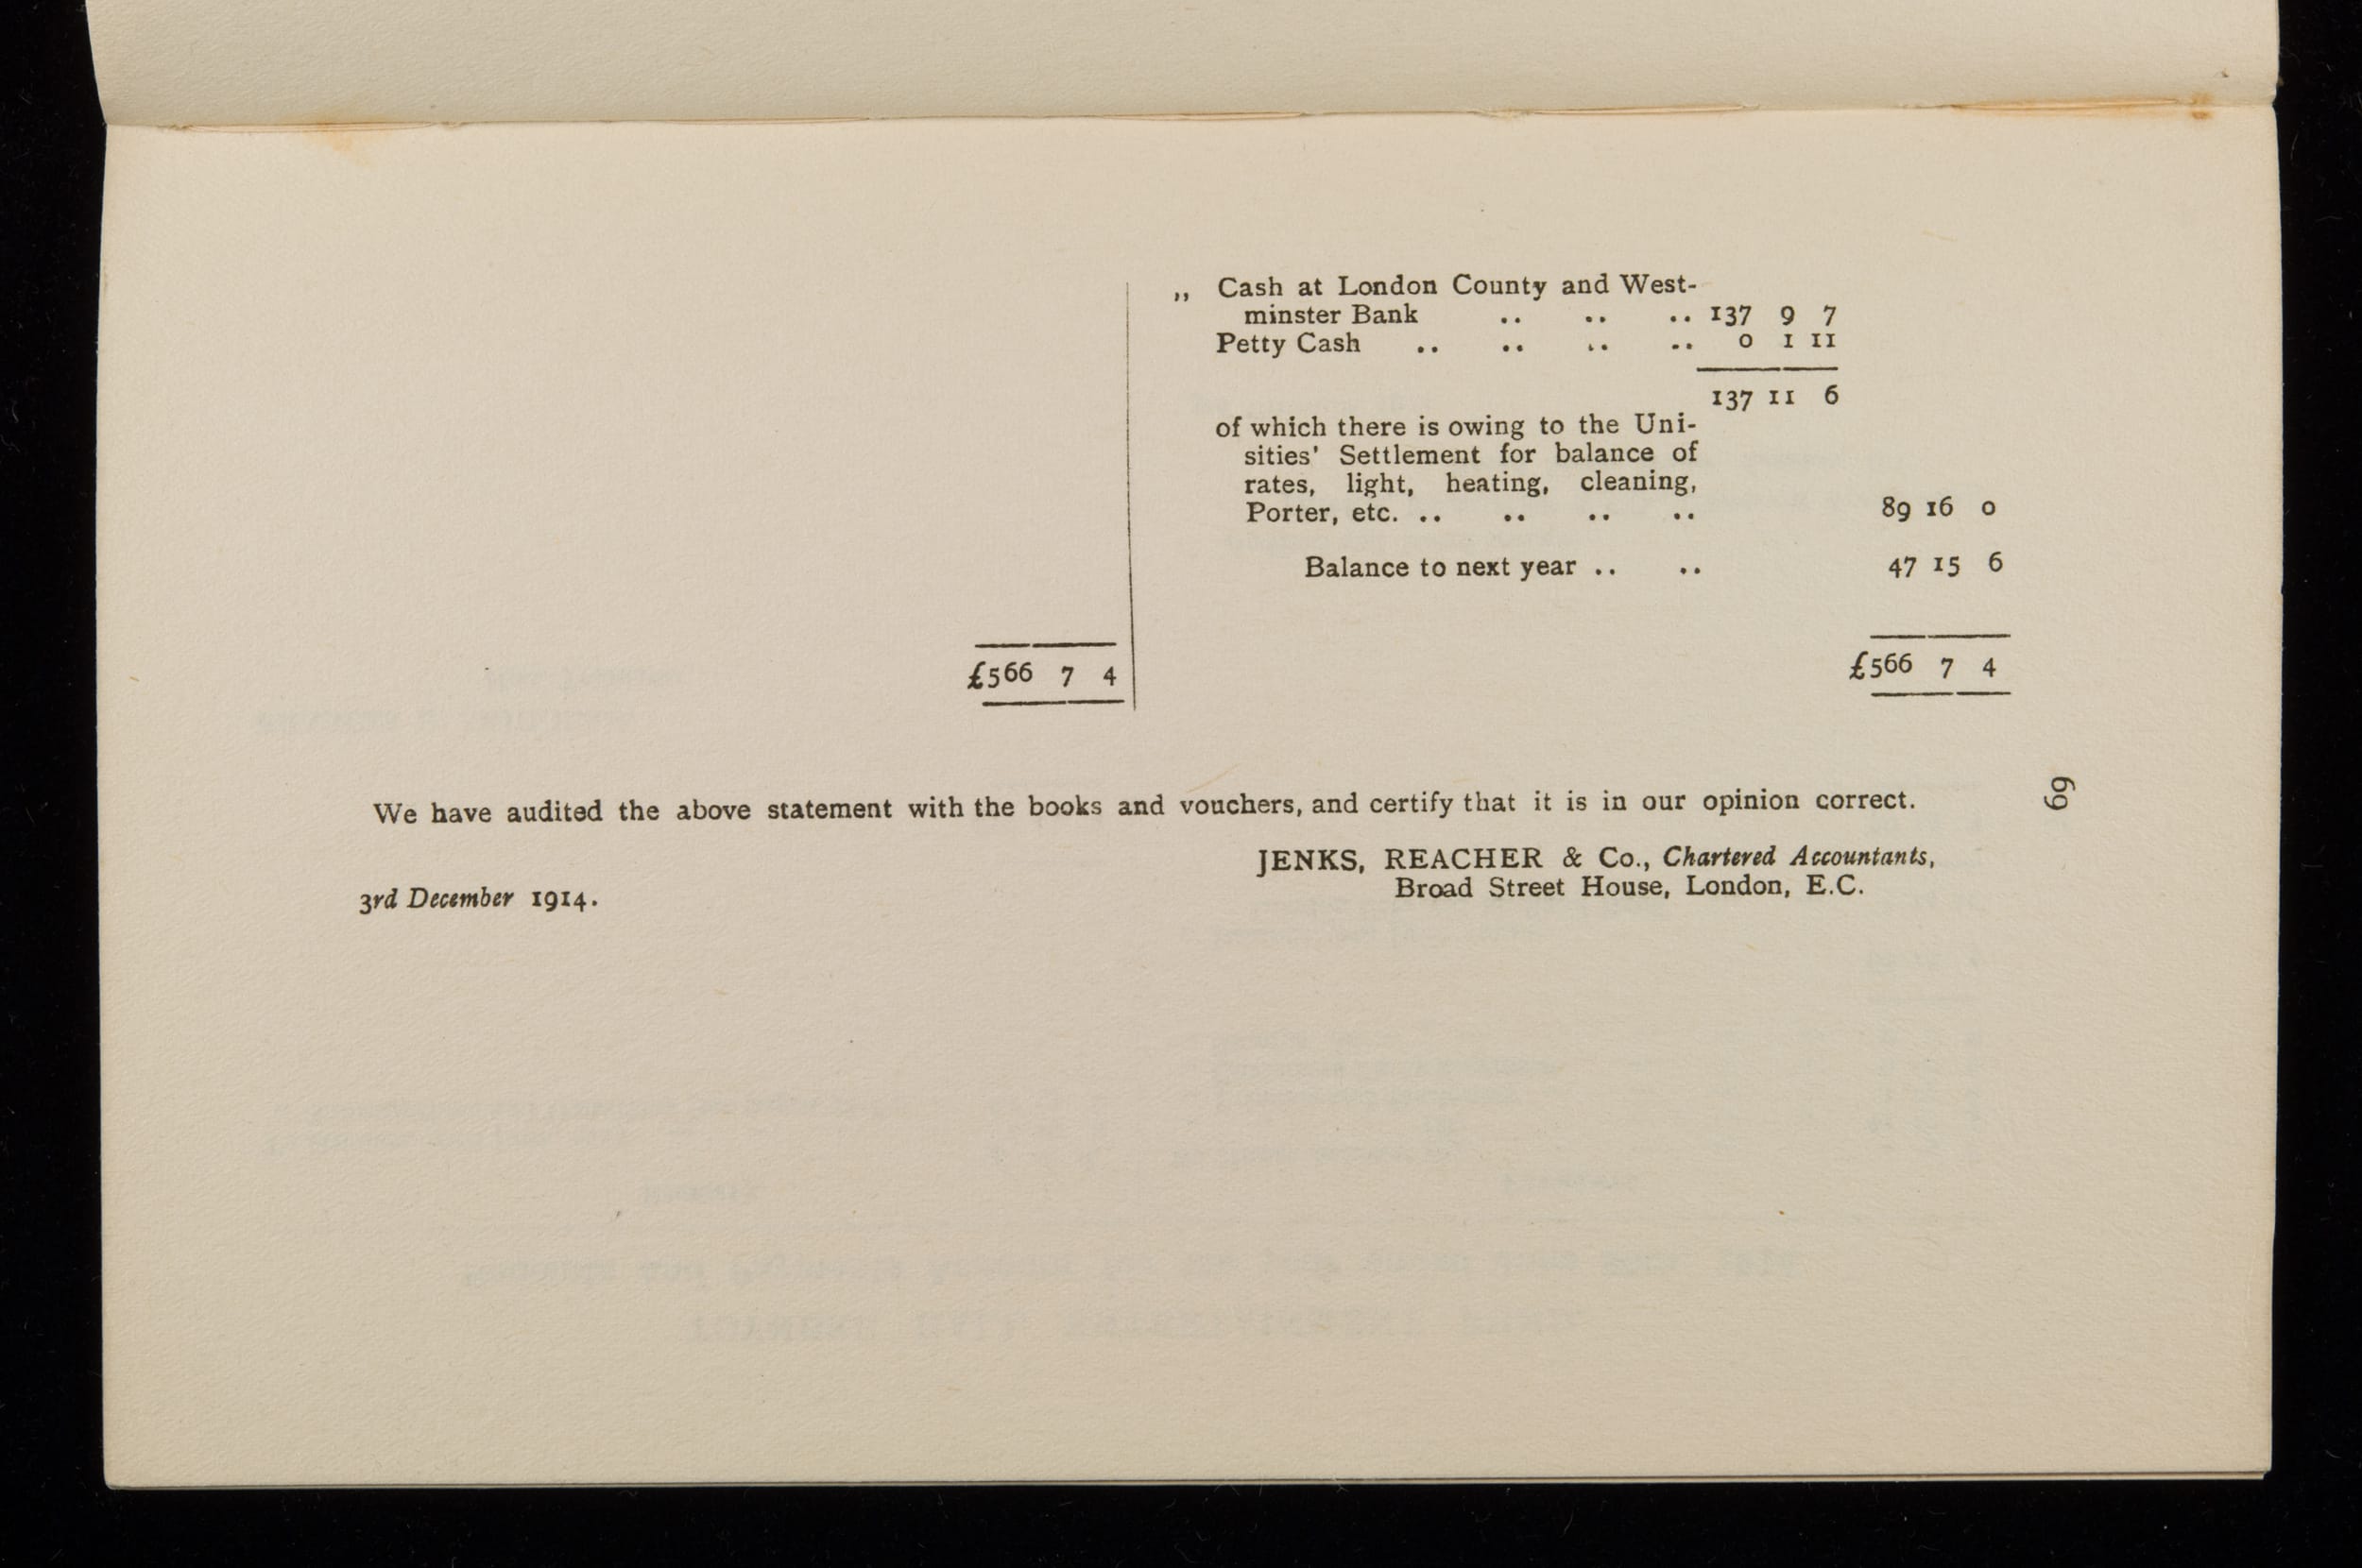 „ Cash at London County and West-
minster Bank .. .. .. 137 9 7
Petty Cash .. .. .. .. 0 1 11
137 11 6
of which there is owing to the Uni-
sities' Settlement for balance of
rates, light, heating, cleaning,
Porter, etc. .. .. .. .. 89 16 0
Balance to next year .. .. 47 15 6
£566 7 4 £566 7 4
69
We have audited the above statement with the books and vouchers, and certify that it is in our opinion correct.
JENKS, REACHER & Co., Chartered Accountants,
Broad Street House, London, E.C.
3rd December 1914.